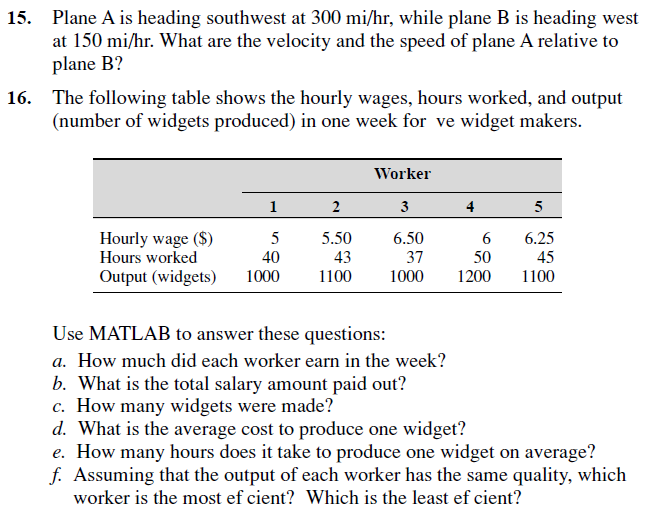 15. Plane A is heading southwest at 300 mi/hr, while plane B is heading west
at 150 mi/hr. What are the velocity and the speed of plane A relative to
plane B?
16. The following table shows the hourly wages, hours worked, and output
(number of widgets produced) in one week for ve widget makers.
Worker
1 2 3 4 5
Hourly wage ($) 5 5.50 6.50 6 6.25
Hours worked 40 43 37 50 45
Output (widgets) 1000 1100 1000 1200 1100
Use MATLAB to answer these questions:
a. How much did each worker earn in the week?
b. What is the total salary amount paid out?
c. How many widgets were made?
d. What is the average cost to produce one widget?
e. How many hours does it take to produce one widget on average?
f. Assuming that the output of each worker has the same quality, which
worker is the most ef cient? Which is the least ef cient?